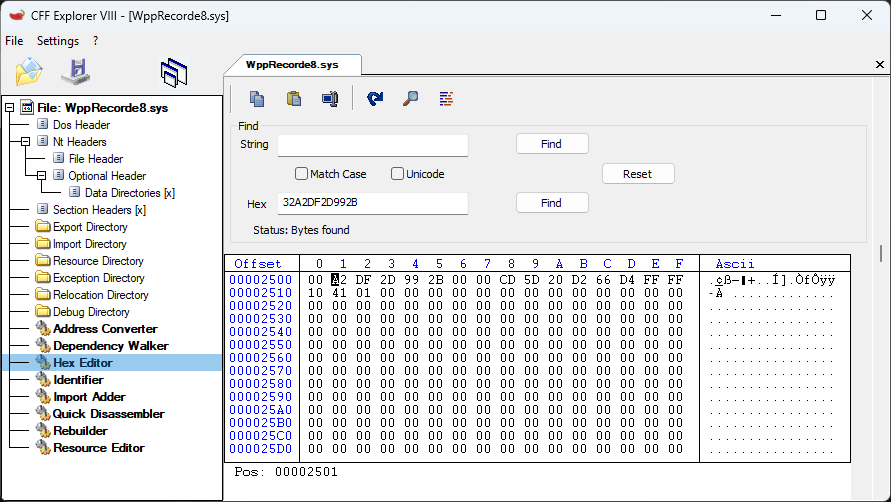 CFF Explorer VIII - [WppRecorde8.sys]
File Settings ?
WppRecorde8.sys
File: WppRecorde8.sys
Dos Header
Nt Headers
File Header
Optional Header
Data Directories [x]
Section Headers [x]
Export Directory
Import Directory
Resource Directory
Exception Directory
Relocation Directory
Debug Directory
Address Converter
Dependency Walker
Hex Editor
Identifier
Import Adder
Quick Disassembler
Rebuilder
Resource Editor
Find
String Find
Match Case Unicode Reset
Hex 32A2DF2D992B Find
Status: Bytes found
Offset 0 1 2 3 4 5 6 7 8 9 A B C D E F Ascii
00002500 00 A2 DF 2D 99 2B 00 00 CD 5D 20 D2 66 D4 FF FF .¢ß-▮+..Í].ÒfÔÿÿ
00002510 10 41 01 00 00 00 00 00 00 00 00 00 00 00 00 00 
00002520 00 00 00 00 00 00 00 00 00 00 00 00 00 00 00 00 ................
00002530 00 00 00 00 00 00 00 00 00 00 00 00 00 00 00 00 ................
00002540 00 00 00 00 00 00 00 00 00 00 00 00 00 00 00 00 ................
00002550 00 00 00 00 00 00 00 00 00 00 00 00 00 00 00 00 ................
00002560 00 00 00 00 00 00 00 00 00 00 00 00 00 00 00 00 ................
00002570 00 00 00 00 00 00 00 00 00 00 00 00 00 00 00 00 ................
00002580 00 00 00 00 00 00 00 00 00 00 00 00 00 00 00 00 ................
00002590 00 00 00 00 00 00 00 00 00 00 00 00 00 00 00 00 ................
000025A0 00 00 00 00 00 00 00 00 00 00 00 00 00 00 00 00 ................
000025B0 00 00 00 00 00 00 00 00 00 00 00 00 00 00 00 00 ................
000025C0 00 00 00 00 00 00 00 00 00 00 00 00 00 00 00 00 ................
000025D0 00 00 00 00 00 00 00 00 00 00 00 00 00 00 00 00 ................
Pos: 00002501